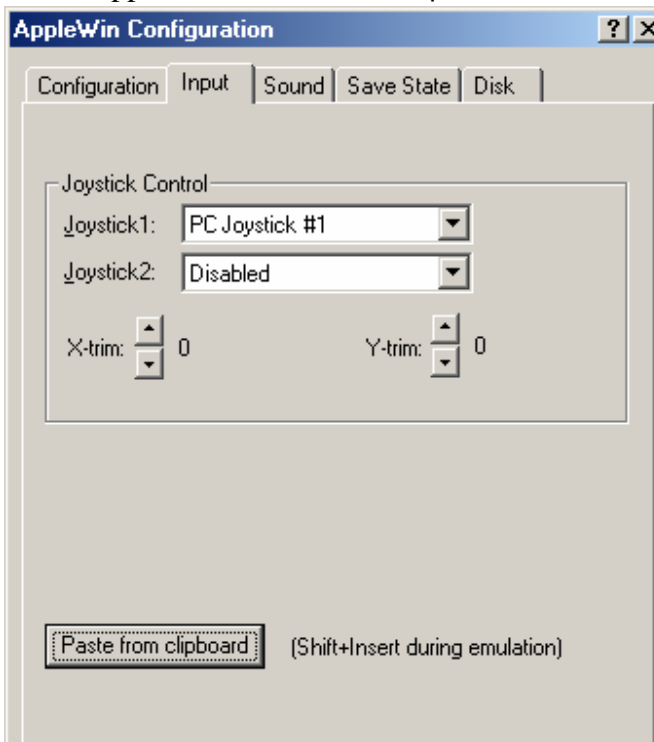 AppleWin Configuration ? X
Configuration Input Sound Save State Disk
Joystick Control
Joystick1: PC Joystick #1
Joystick2: Disabled
X-trim: 0 Y-trim: 0
Paste from clipboard (Shift+Insert during emulation)